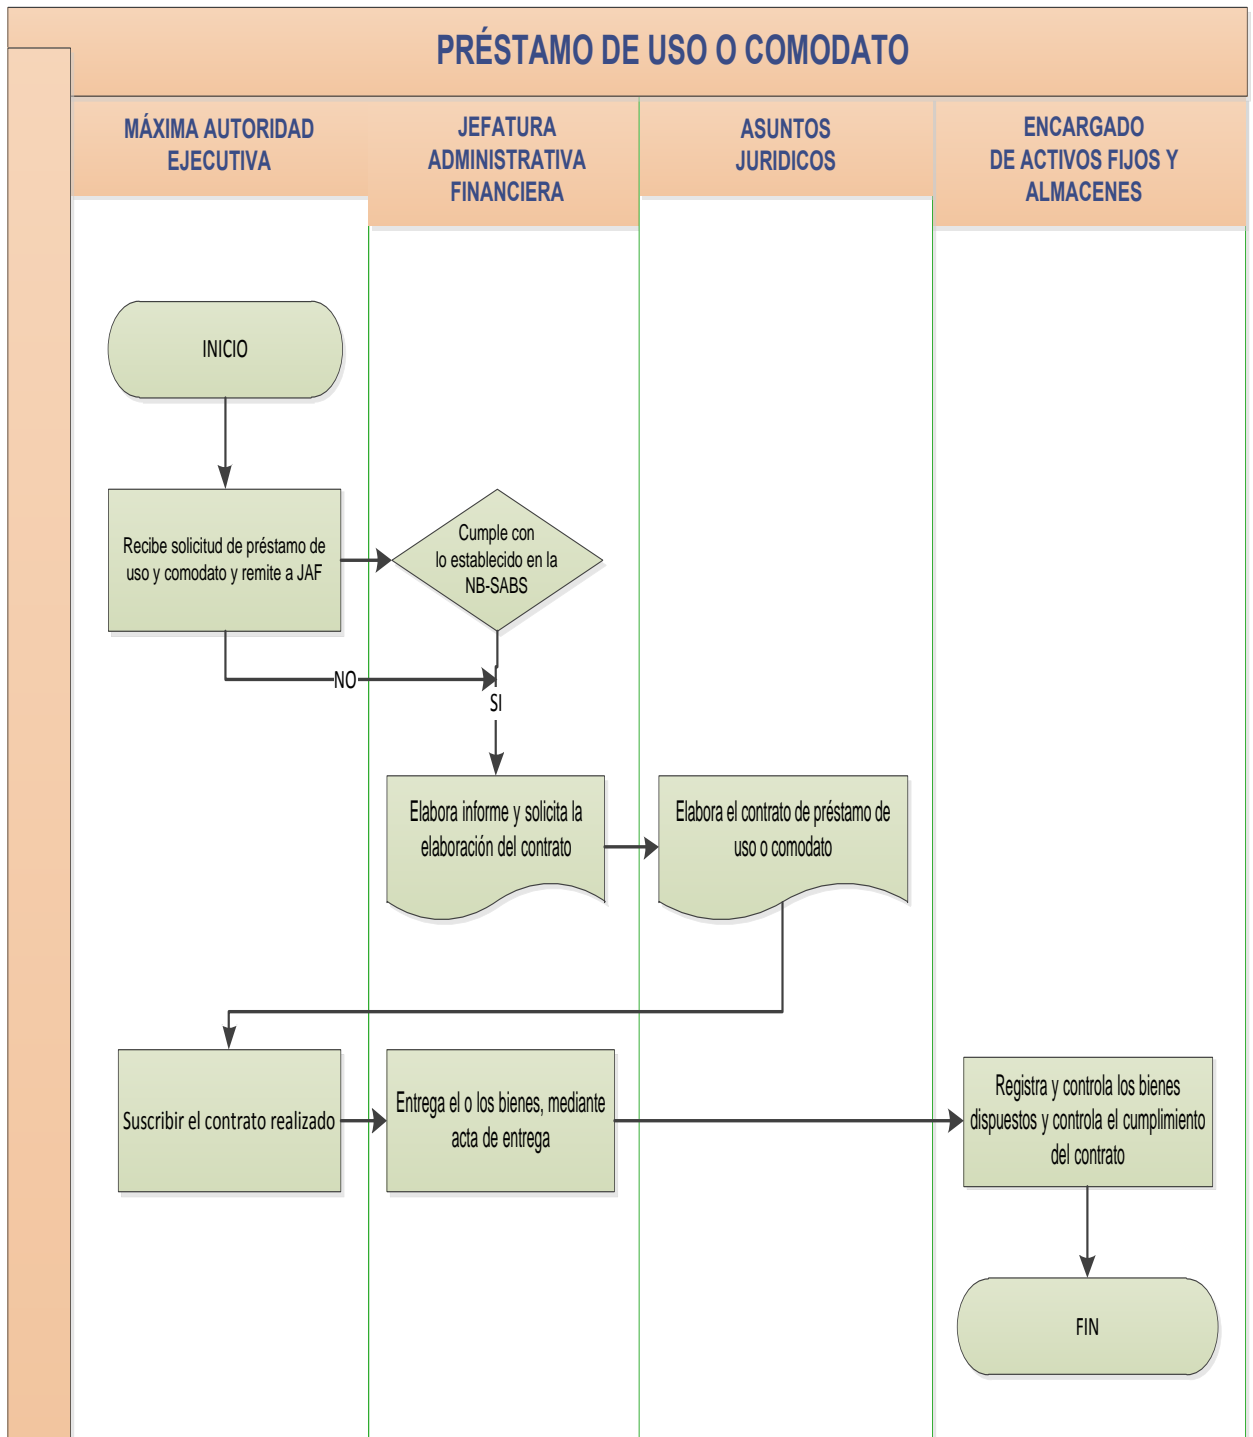 PRÉSTAMO DE USO O COMODATO
MÁXIMA AUTORIDAD
EJECUTIVA
JEFATURA
ADMINISTRATIVA
FINANCIERA
ASUNTOS
JURIDICOS
ENCARGADO
DE ACTIVOS FIJOS Y
ALMACENES
INICIO
Recibe solicitud de préstamo de
uso y comodato y remite a JAF
Cumple con
lo establecido en la
NB-SABS
NO
SI
Elabora informe y solicita la
elaboración del contrato
Elabora el contrato de préstamo de
uso o comodato
Suscribir el contrato realizado
Entrega el o los bienes, mediante
acta de entrega
Registra y controla los bienes
dispuestos y controla el cumplimiento
del contrato
FIN